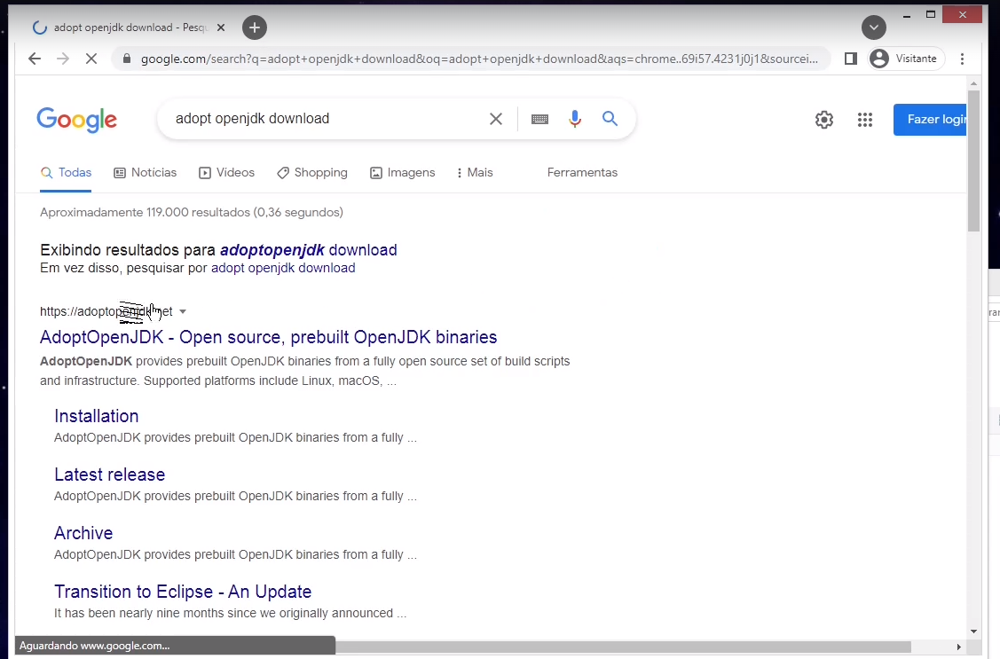 adopt openjdk download - Pesqu
google.com/search?q=adopt+openjdk+download&oq=adopt+openjdk+download&aqs=chrome..69i57.4231j0j1&sourcei...
Visitante
Google
adopt openjdk download
Fazer login
Todas
Notícias
Vídeos
Shopping
Imagens
Mais
Ferramentas
Aproximadamente 119.000 resultados (0,36 segundos)
Exibindo resultados para adoptopenjdk download
Em vez disso, pesquisar por adopt openjdk download
https://adoptopenjdk.net
AdoptOpenJDK - Open source, prebuilt OpenJDK binaries
AdoptOpenJDK provides prebuilt OpenJDK binaries from a fully open source set of build scripts
and infrastructure. Supported platforms include Linux, macOS, ...
Installation
AdoptOpenJDK provides prebuilt OpenJDK binaries from a fully ...
Latest release
AdoptOpenJDK provides prebuilt OpenJDK binaries from a fully ...
Archive
AdoptOpenJDK provides prebuilt OpenJDK binaries from a fully ...
Transition to Eclipse - An Update
It has been nearly nine months since we originally announced ...
Aguardando www.google.com...